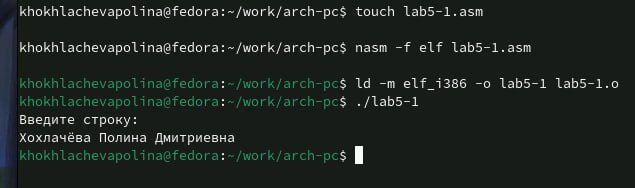 khokhlachevapolina@fedora:~/work/arch-pc$ touch lab5-1.asm
khokhlachevapolina@fedora:~/work/arch-pc$ nasm -f elf lab5-1.asm
khokhlachevapolina@fedora:~/work/arch-pc$ ld -m elf_i386 -o lab5-1 lab5-1.o
khokhlachevapolina@fedora:~/work/arch-pc$ ./lab5-1
Введите строку:
Хохлачёва Полина Дмитриевна
khokhlachevapolina@fedora:~/work/arch-pc$